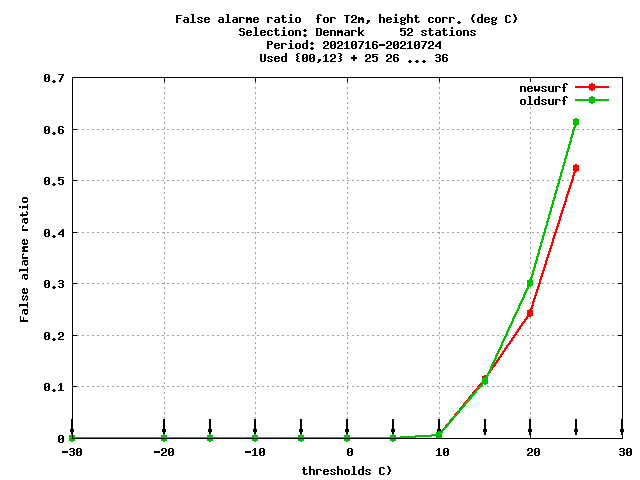 False alarme ratio  for T2m, height corr. (deg C)
Selection: Denmark     52 stations
Period: 20210716-20210724
Used {00,12} + 25 26 ... 36
newsurf
oldsurf
0.7
0.6
0.5
0.4
0.3
0.2
0.1
0
False alarme ratio
-30 -20 -10 0 10 20 30
thresholds C)